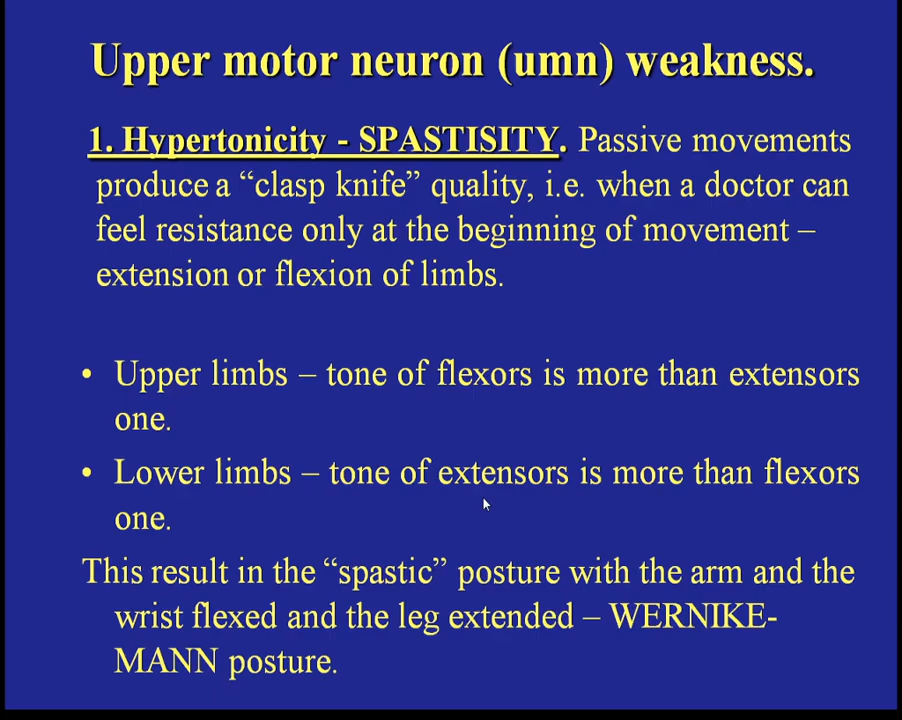 Upper motor neuron (umn) weakness.
1. Hypertonicity - SPASTISITY. Passive movements
produce a “clasp knife” quality, i.e. when a doctor can
feel resistance only at the beginning of movement –
extension or flexion of limbs.
• Upper limbs – tone of flexors is more than extensors
one.
• Lower limbs – tone of extensors is more than flexors
one.
This result in the “spastic” posture with the arm and the
wrist flexed and the leg extended – WERNIKE-
MANN posture.